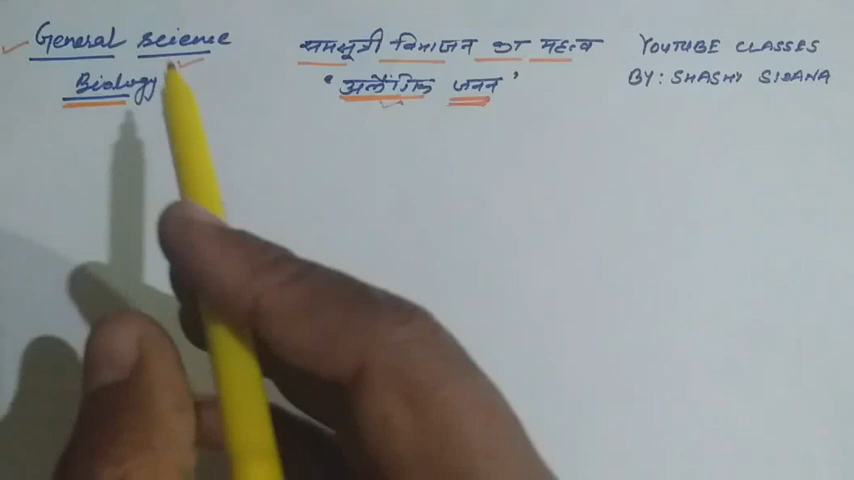 General Science
Biology
समसूत्री विभाजन का महत्व
'अलैंगिक जनन'
YOUTUBE CLASSES
BY: SHASHI SIDANA